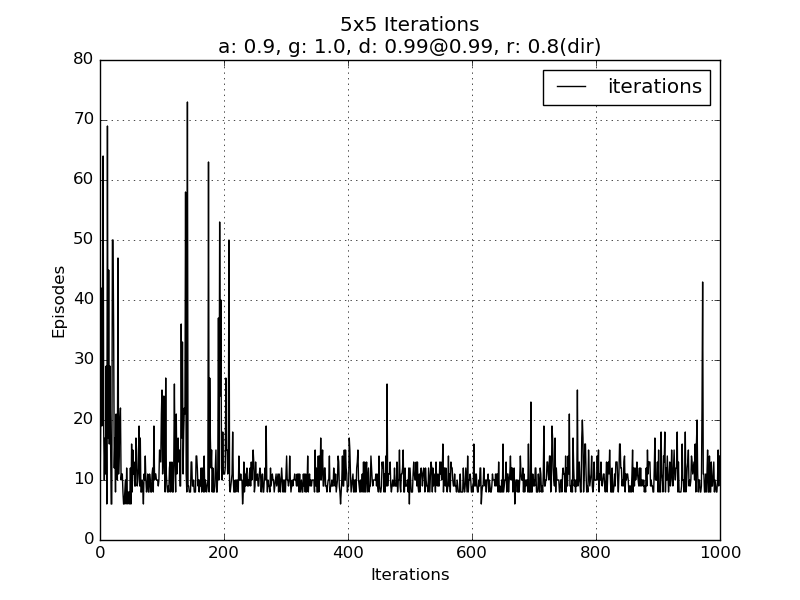 5x5 Iterations
a: 0.9, g: 1.0, d: 0.99@0.99, r: 0.8(dir)
80
70
60
50
40
30
20
10
0
Episodes
iterations
0 200 400 600 800 1000
Iterations